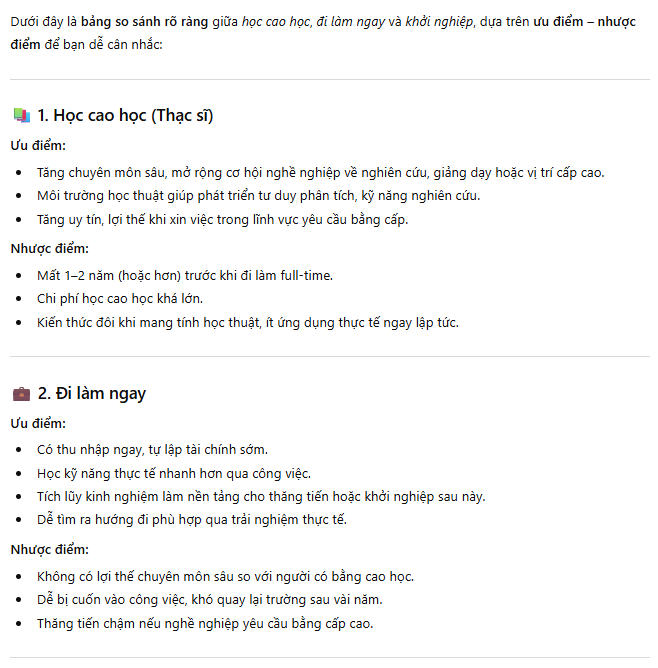 Dưới đây là bảng so sánh rõ ràng giữa học cao học, đi làm ngay và khởi nghiệp, dựa trên ưu điểm – nhược
điểm để bạn dễ cân nhắc:
1. Học cao học (Thạc sĩ)
Ưu điểm:
• Tăng chuyên môn sâu, mở rộng cơ hội nghề nghiệp về nghiên cứu, giảng dạy hoặc vị trí cấp cao.
• Môi trường học thuật giúp phát triển tư duy phân tích, kỹ năng nghiên cứu.
• Tăng uy tín, lợi thế khi xin việc trong lĩnh vực yêu cầu bằng cấp.
Nhược điểm:
• Mất 1–2 năm (hoặc hơn) trước khi đi làm full-time.
• Chi phí học cao học khá lớn.
• Kiến thức đôi khi mang tính học thuật, ít ứng dụng thực tế ngay lập tức.
2. Đi làm ngay
Ưu điểm:
• Có thu nhập ngay, tự lập tài chính sớm.
• Học kỹ năng thực tế nhanh hơn qua công việc.
• Tích lũy kinh nghiệm làm nền tảng cho thăng tiến hoặc khởi nghiệp sau này.
• Dễ tìm ra hướng đi phù hợp qua trải nghiệm thực tế.
Nhược điểm:
• Không có lợi thế chuyên môn sâu so với người có bằng cao học.
• Dễ bị cuốn vào công việc, khó quay lại trường sau vài năm.
• Thăng tiến chậm nếu nghề nghiệp yêu cầu bằng cấp cao.